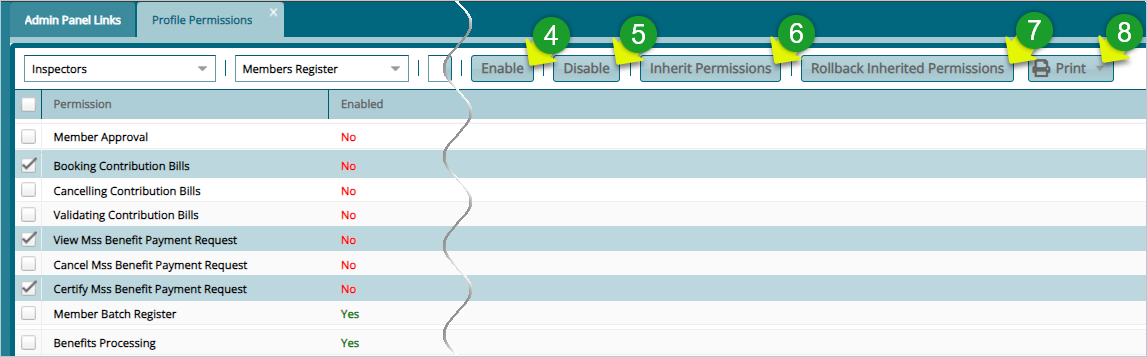 Admin Panel Links Profile Permissions x
4 5 6 7 8
Inspectors Members Register Enable Disable Inherit Permissions Rollback Inherited Permissions Print
Permission Enabled
Member Approval No
Booking Contribution Bills No
Cancelling Contribution Bills No
Validating Contribution Bills No
View Mss Benefit Payment Request No
Cancel Mss Benefit Payment Request No
Certify Mss Benefit Payment Request No
Member Batch Register Yes
Benefits Processing Yes